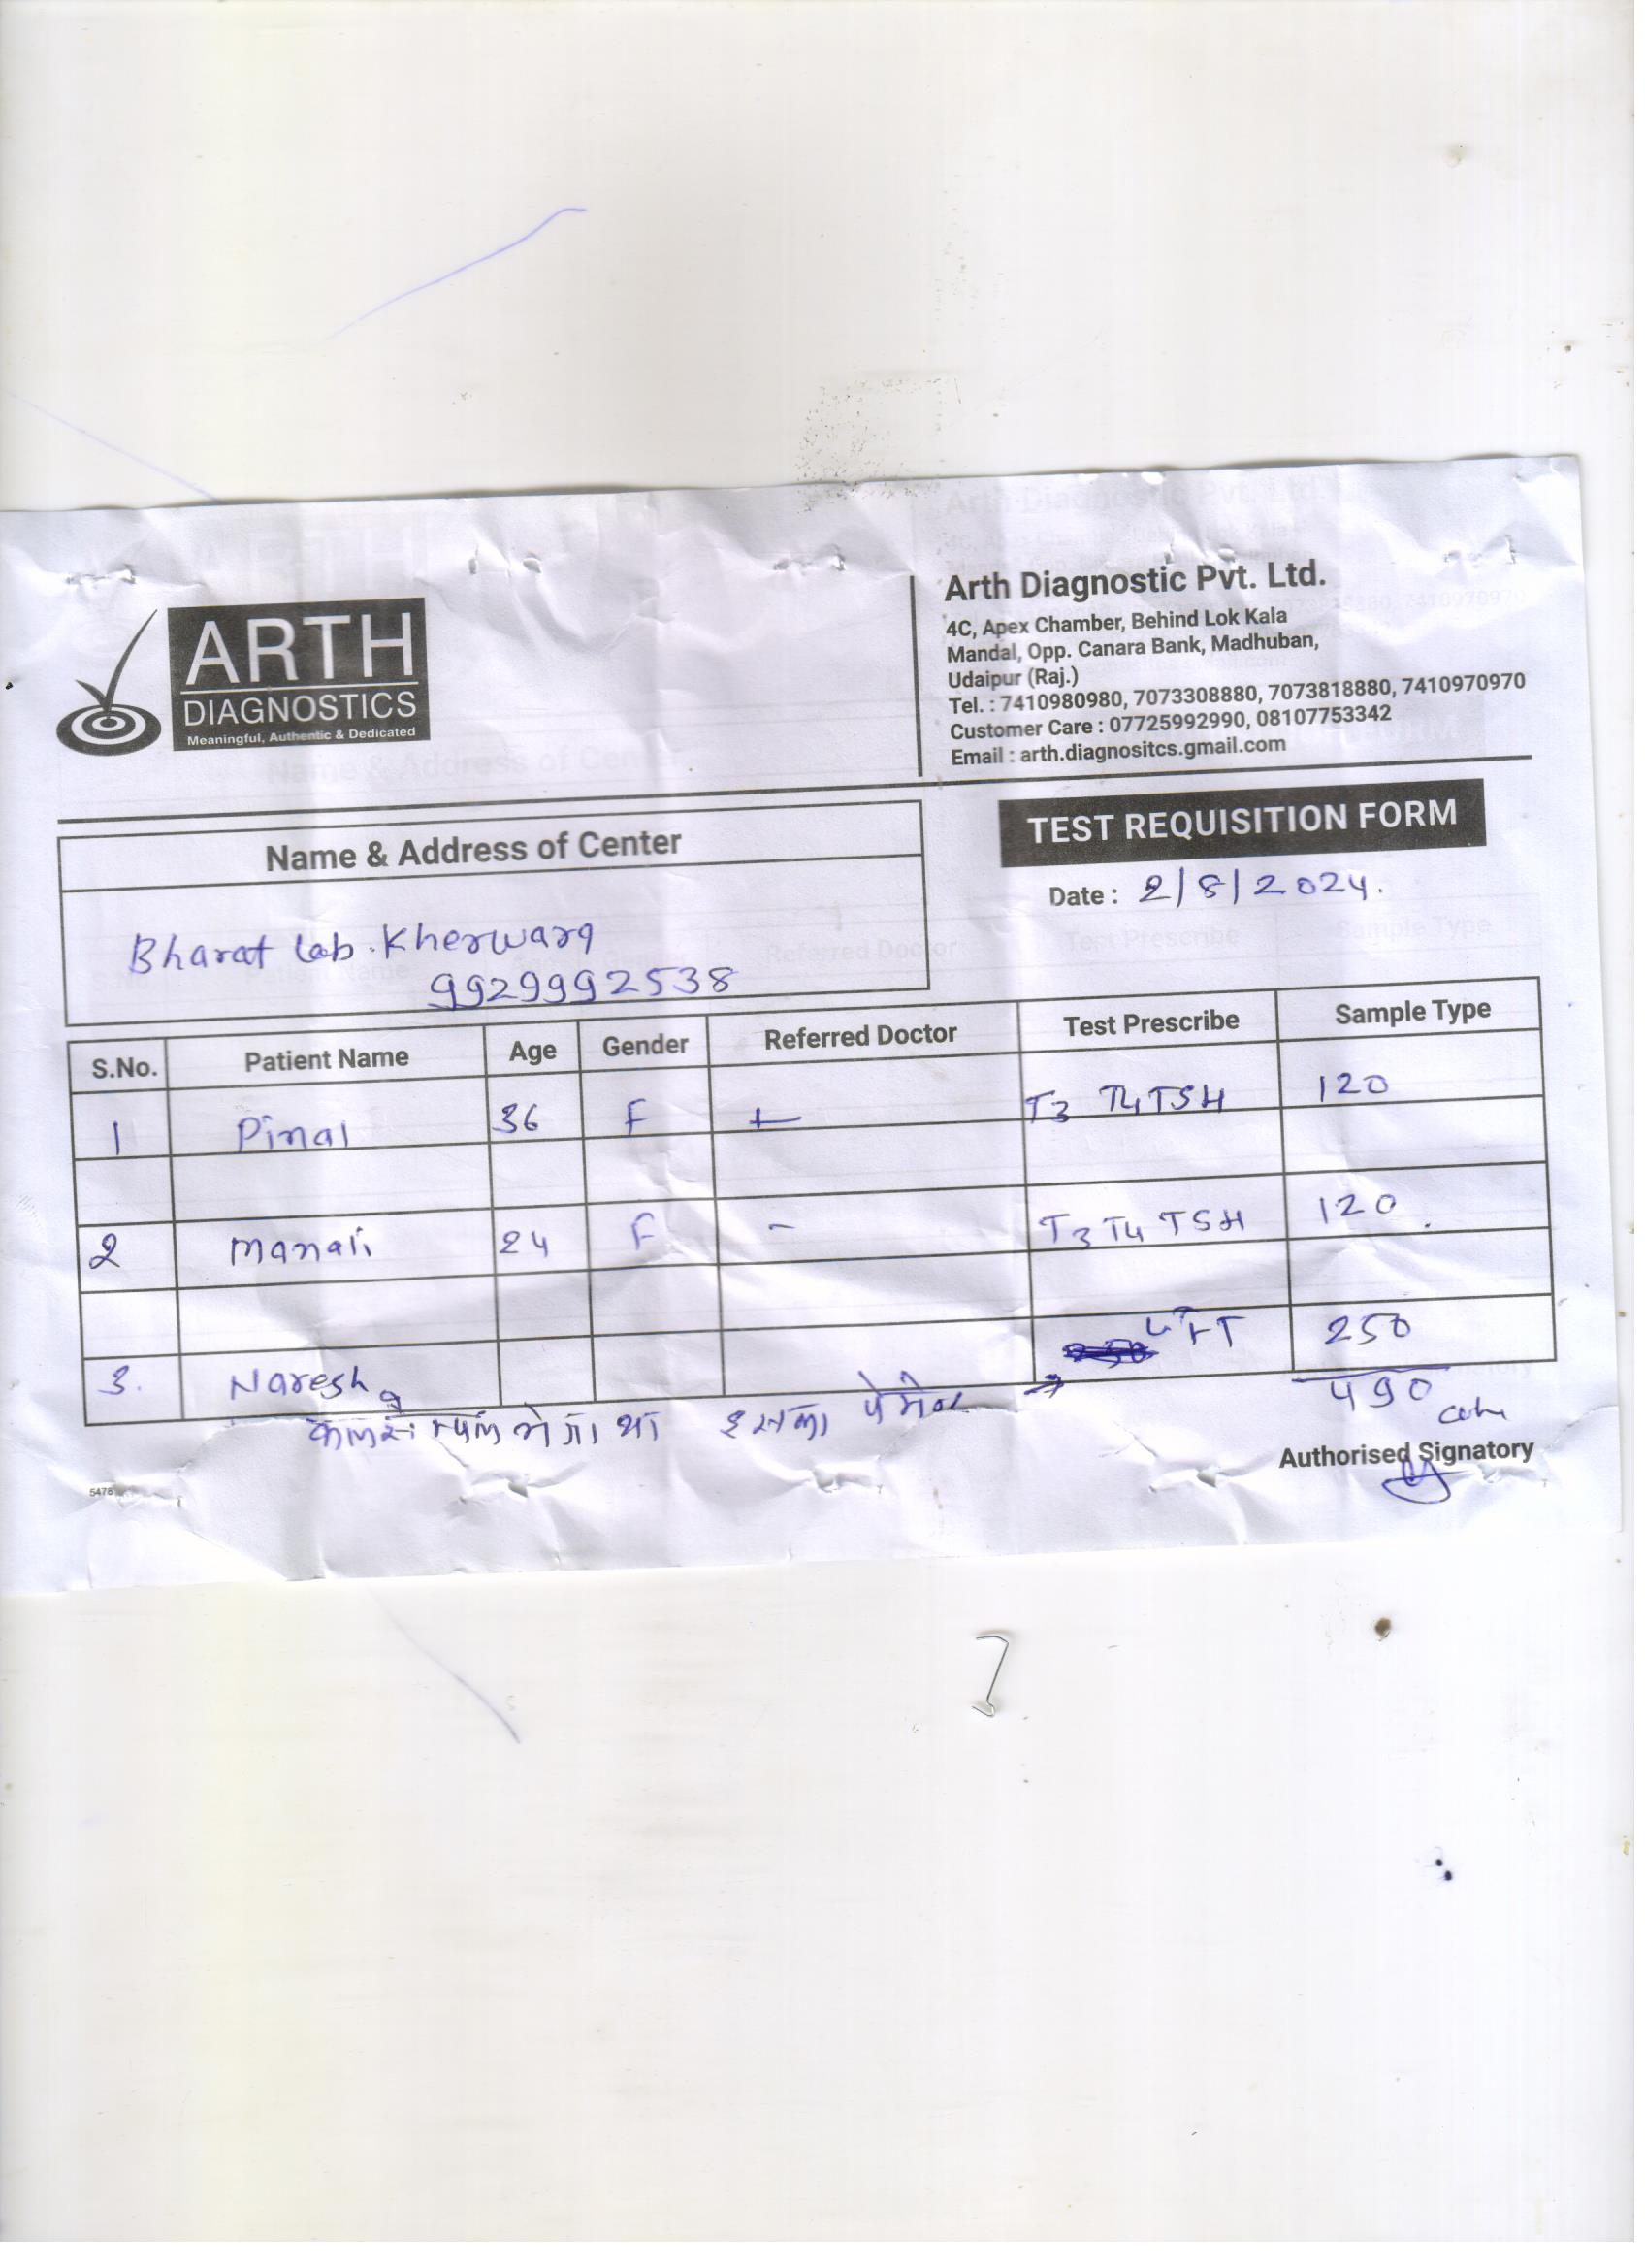 ARTH
DIAGNOSTICS
Meaningful, Authentic & Dedicated
Arth Diagnostic Pvt. Ltd.
4C, Apex Chamber, Behind Lok Kala
Mandal, Opp. Canara Bank, Madhuban,
Udaipur (Raj.)
Tel. : 7410980980, 7073308880, 7073818880, 7410970970
Customer Care : 07725992990, 08107753342
Email : arth.diagnositcs.gmail.com
Name & Address of Center
Bharat Lab. Kherwara
9929992538
TEST REQUISITION FORM
Date : 2/8/2024.
S.No. Patient Name Age Gender Referred Doctor Test Prescribe Sample Type
1 Pinal 36 F T3 T4 TSH 120
2 Manali 24 F - T3 T4 TSH 120
3. Naresh 250
490
इसका
Authorised Signatory
5478